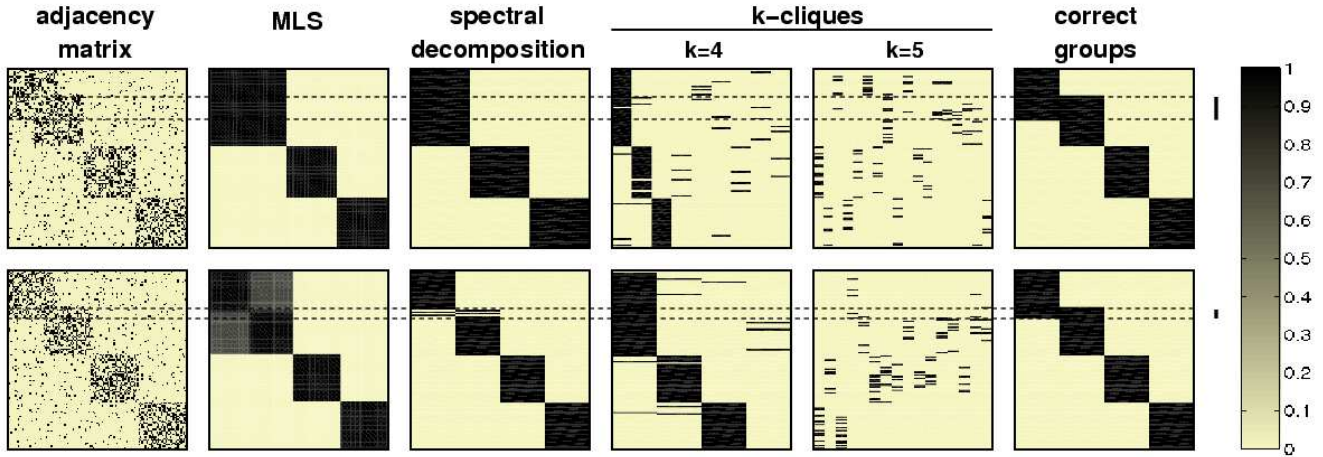 adjacency matrix
MLS
spectral decomposition
k-cliques
k=4
k=5
correct groups
1
0.9
0.8
0.7
0.6
0.5
0.4
0.3
0.2
0.1
0